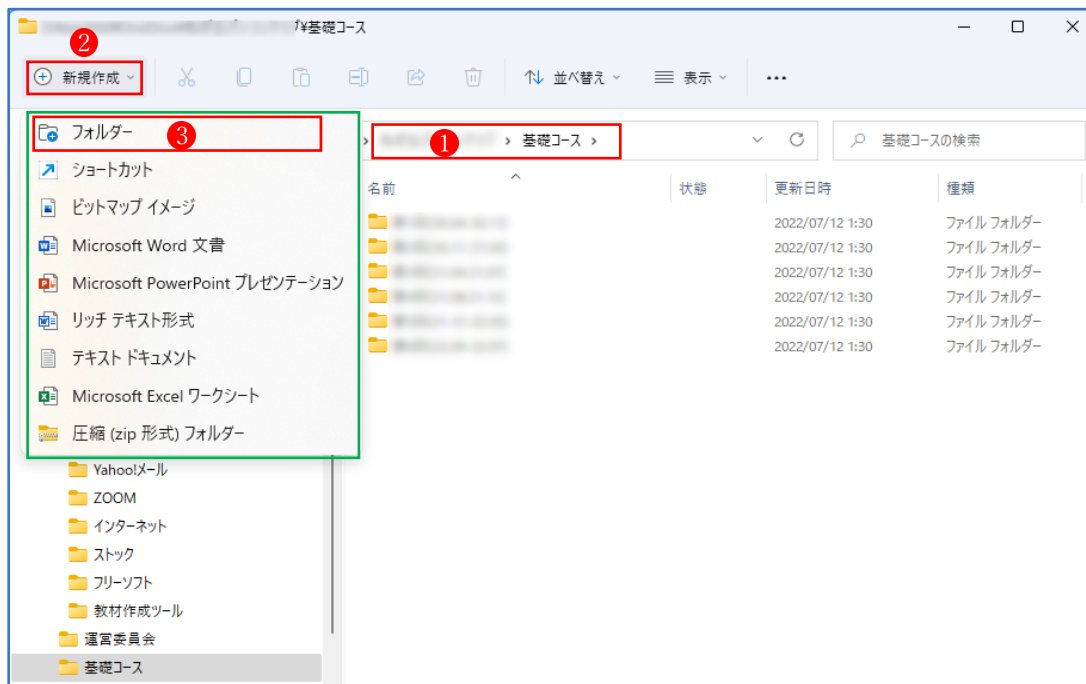 ¥基礎コース
2
新規作成
並べ替え
表示
フォルダー
3
1
基礎コース
基礎コースの検索
ショートカット
ビットマップ イメージ
Microsoft Word 文書
Microsoft PowerPoint プレゼンテーション
リッチ テキスト形式
テキスト ドキュメント
Microsoft Excel ワークシート
圧縮 (zip 形式) フォルダー
名前 状態 更新日時 種類
2022/07/12 1:30 ファイル フォルダー
2022/07/12 1:30 ファイル フォルダー
2022/07/12 1:30 ファイル フォルダー
2022/07/12 1:30 ファイル フォルダー
2022/07/12 1:30 ファイル フォルダー
2022/07/12 1:30 ファイル フォルダー
Yahoo!メール
ZOOM
インターネット
ストック
フリーソフト
教材作成ツール
運営委員会
基礎コース